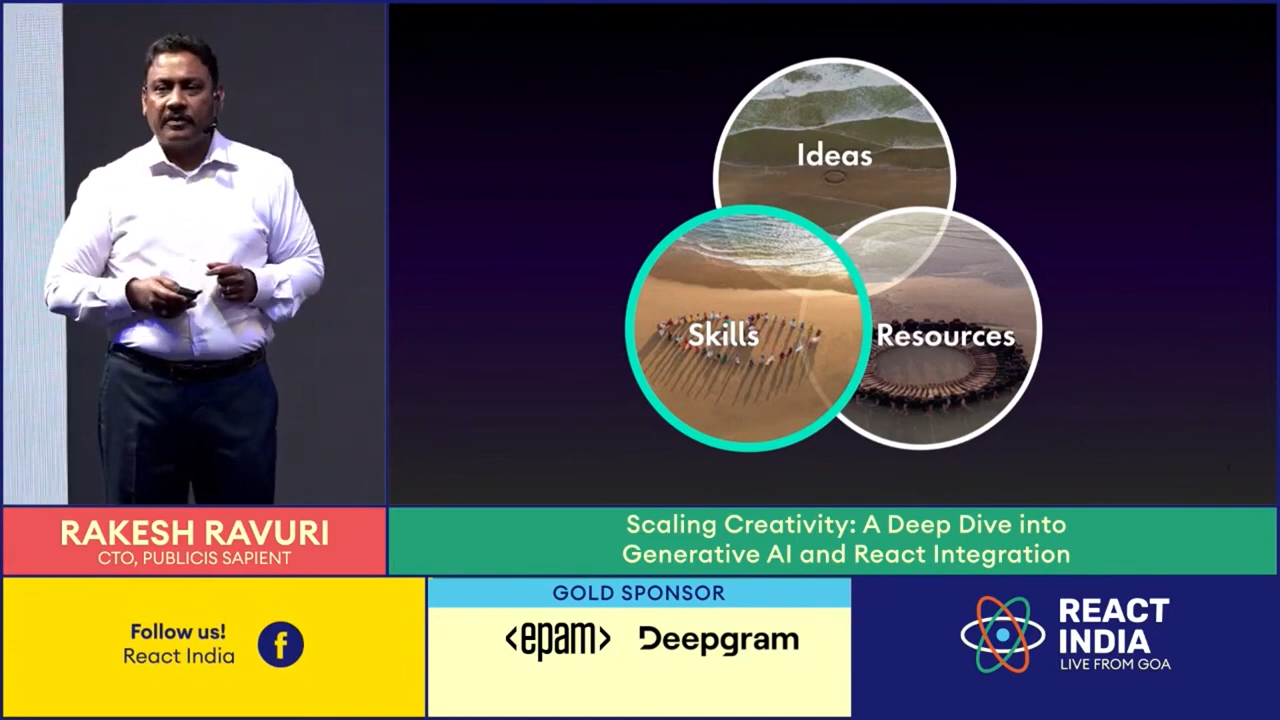 Ideas
Skills
Resources
RAKESH RAVURI
CTO, PUBLICIS SAPIENT
Scaling Creativity: A Deep Dive into
Generative AI and React Integration
Follow us!
React India
GOLD SPONSOR
<epam>
Deepgram
REACT
INDIA
LIVE FROM GOA